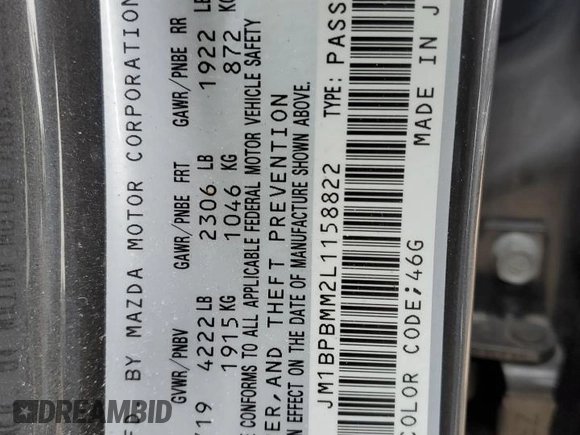 BY MAZDA MOTOR CORPORATION
GVWR/PNBV GAWR/PNBE FRT GAWR/PNBE RR
4222 LB 2306 LB 1922 LB
1915 KG 1046 KG 872 KG
CONFORMS TO ALL APPLICABLE FEDERAL MOTOR VEHICLE SAFETY
AND THEFT PREVENTION
EFFECT ON THE DATE OF MANUFACTURE SHOWN ABOVE.
JM1BPBMM2L1158822 TYPE:
COLOR CODE;46G MADE IN
DREAMBID